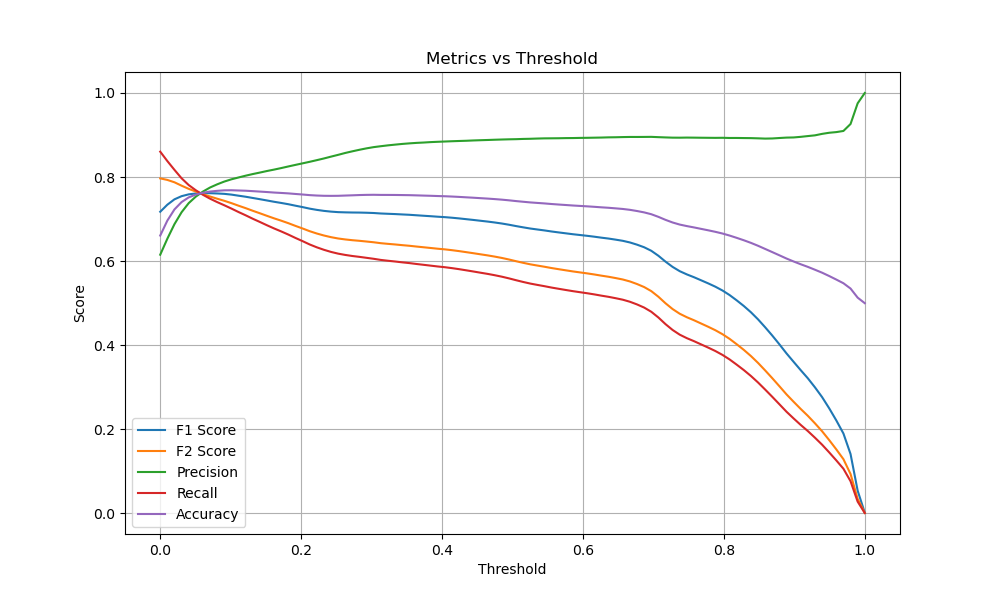 Metrics vs Threshold
Score
1.0
0.8
0.6
0.4
0.2
0.0
F1 Score
F2 Score
Precision
Recall
Accuracy
0.0 0.2 0.4 0.6 0.8 1.0
Threshold